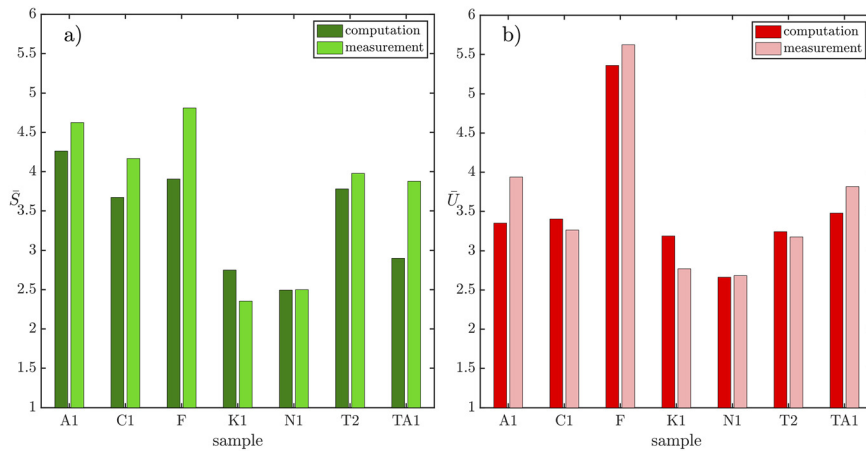 a)
computation
measurement
6
5.5
5
4.5
4
3.5
3
2.5
2
1.5
1
S̄
A1 C1 F K1 N1 T2 TA1
sample
b)
computation
measurement
6
5.5
5
4.5
4
3.5
3
2.5
2
1.5
1
Ū
A1 C1 F K1 N1 T2 TA1
sample